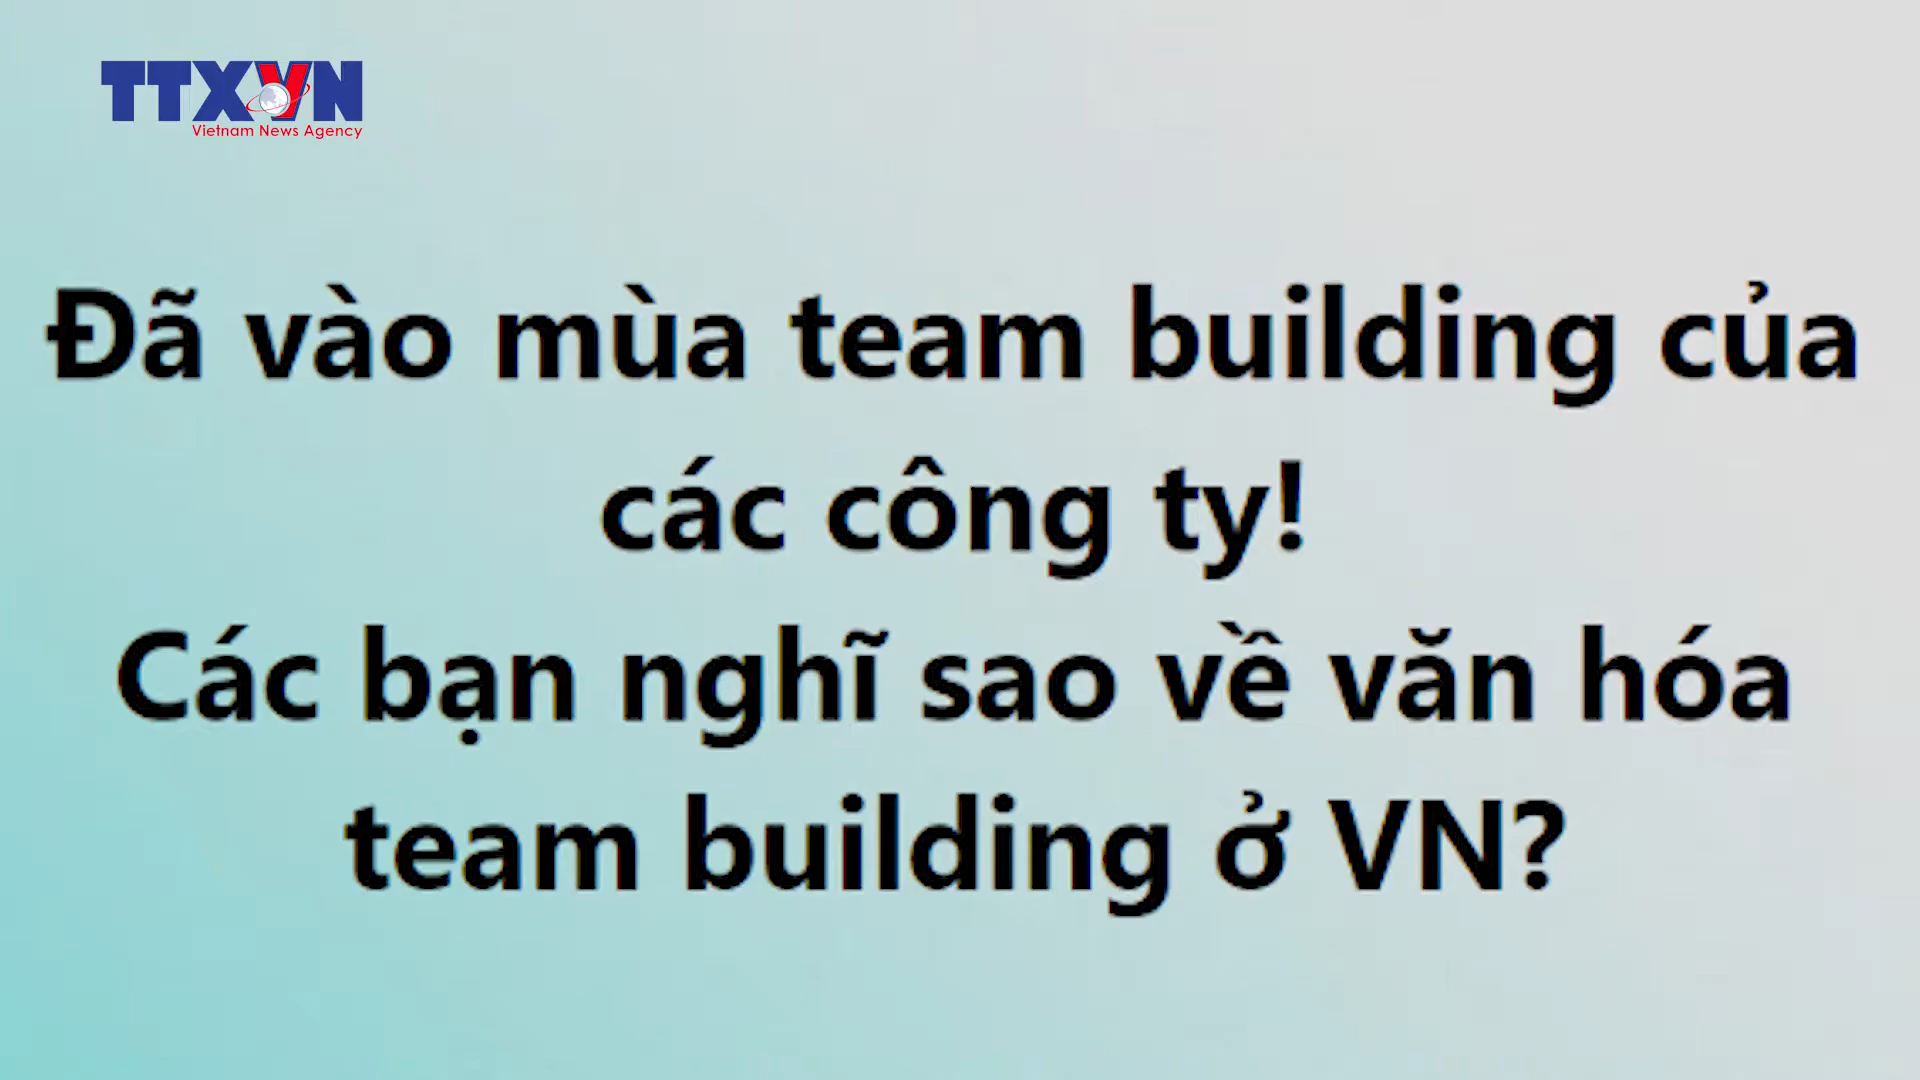 TTXVN
Vietnam News Agency
Đã vào mùa team building của
các công ty!
Các bạn nghĩ sao về văn hóa
team building ở VN?